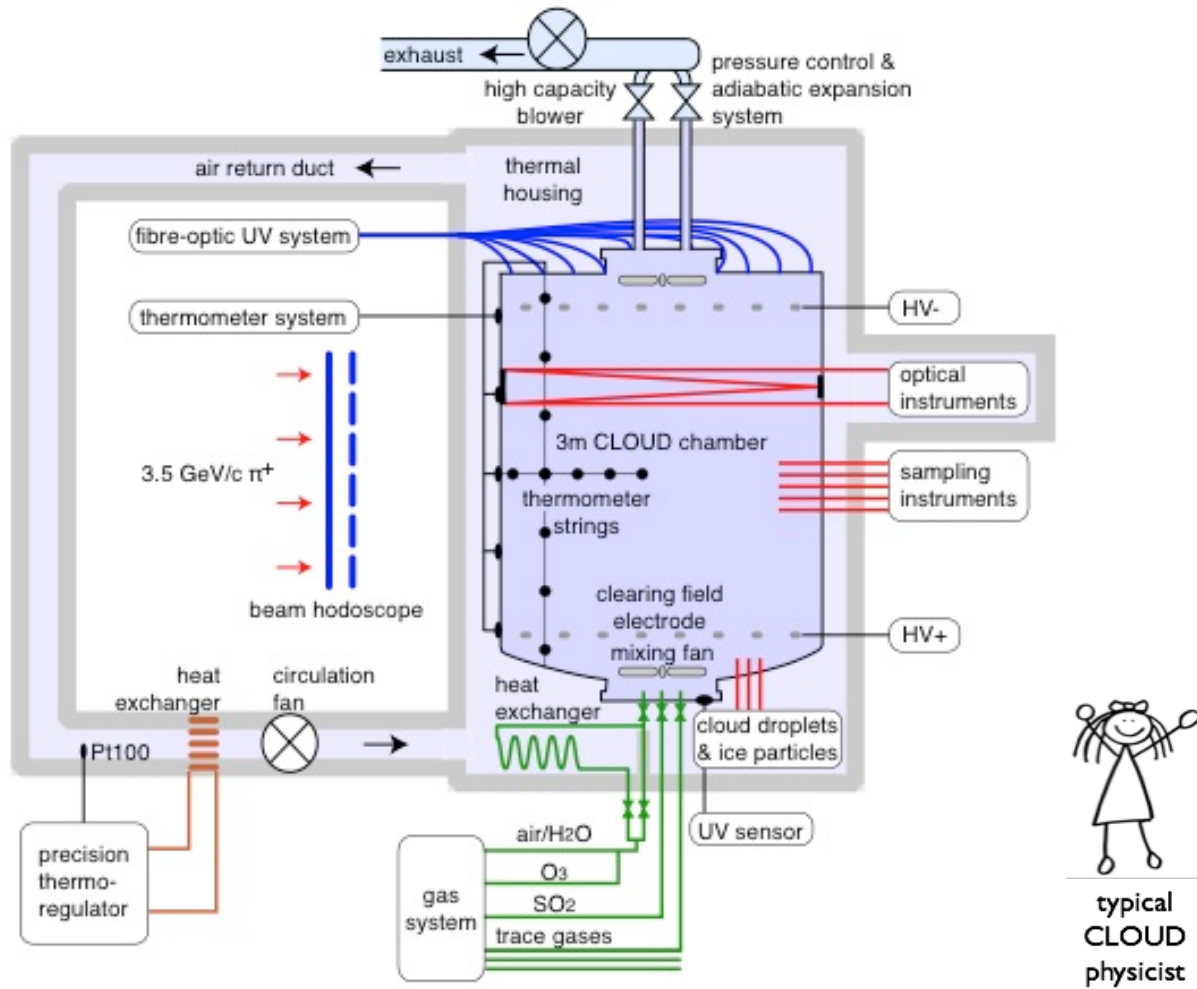 exhaust
high capacity
blower
pressure control &
adiabatic expansion
system
air return duct
thermal
housing
fibre-optic UV system
thermometer system
HV-
optical
instruments
3m CLOUD chamber
3.5 GeV/c π+
sampling
instruments
thermometer
strings
beam hodoscope
clearing field
electrode
HV+
mixing fan
heat
exchanger
circulation
fan
heat
exchanger
cloud droplets
& ice particles
Pt100
UV sensor
precision
thermo-
regulator
gas
system
air/H2O
O3
SO2
trace gases
typical
CLOUD
physicist